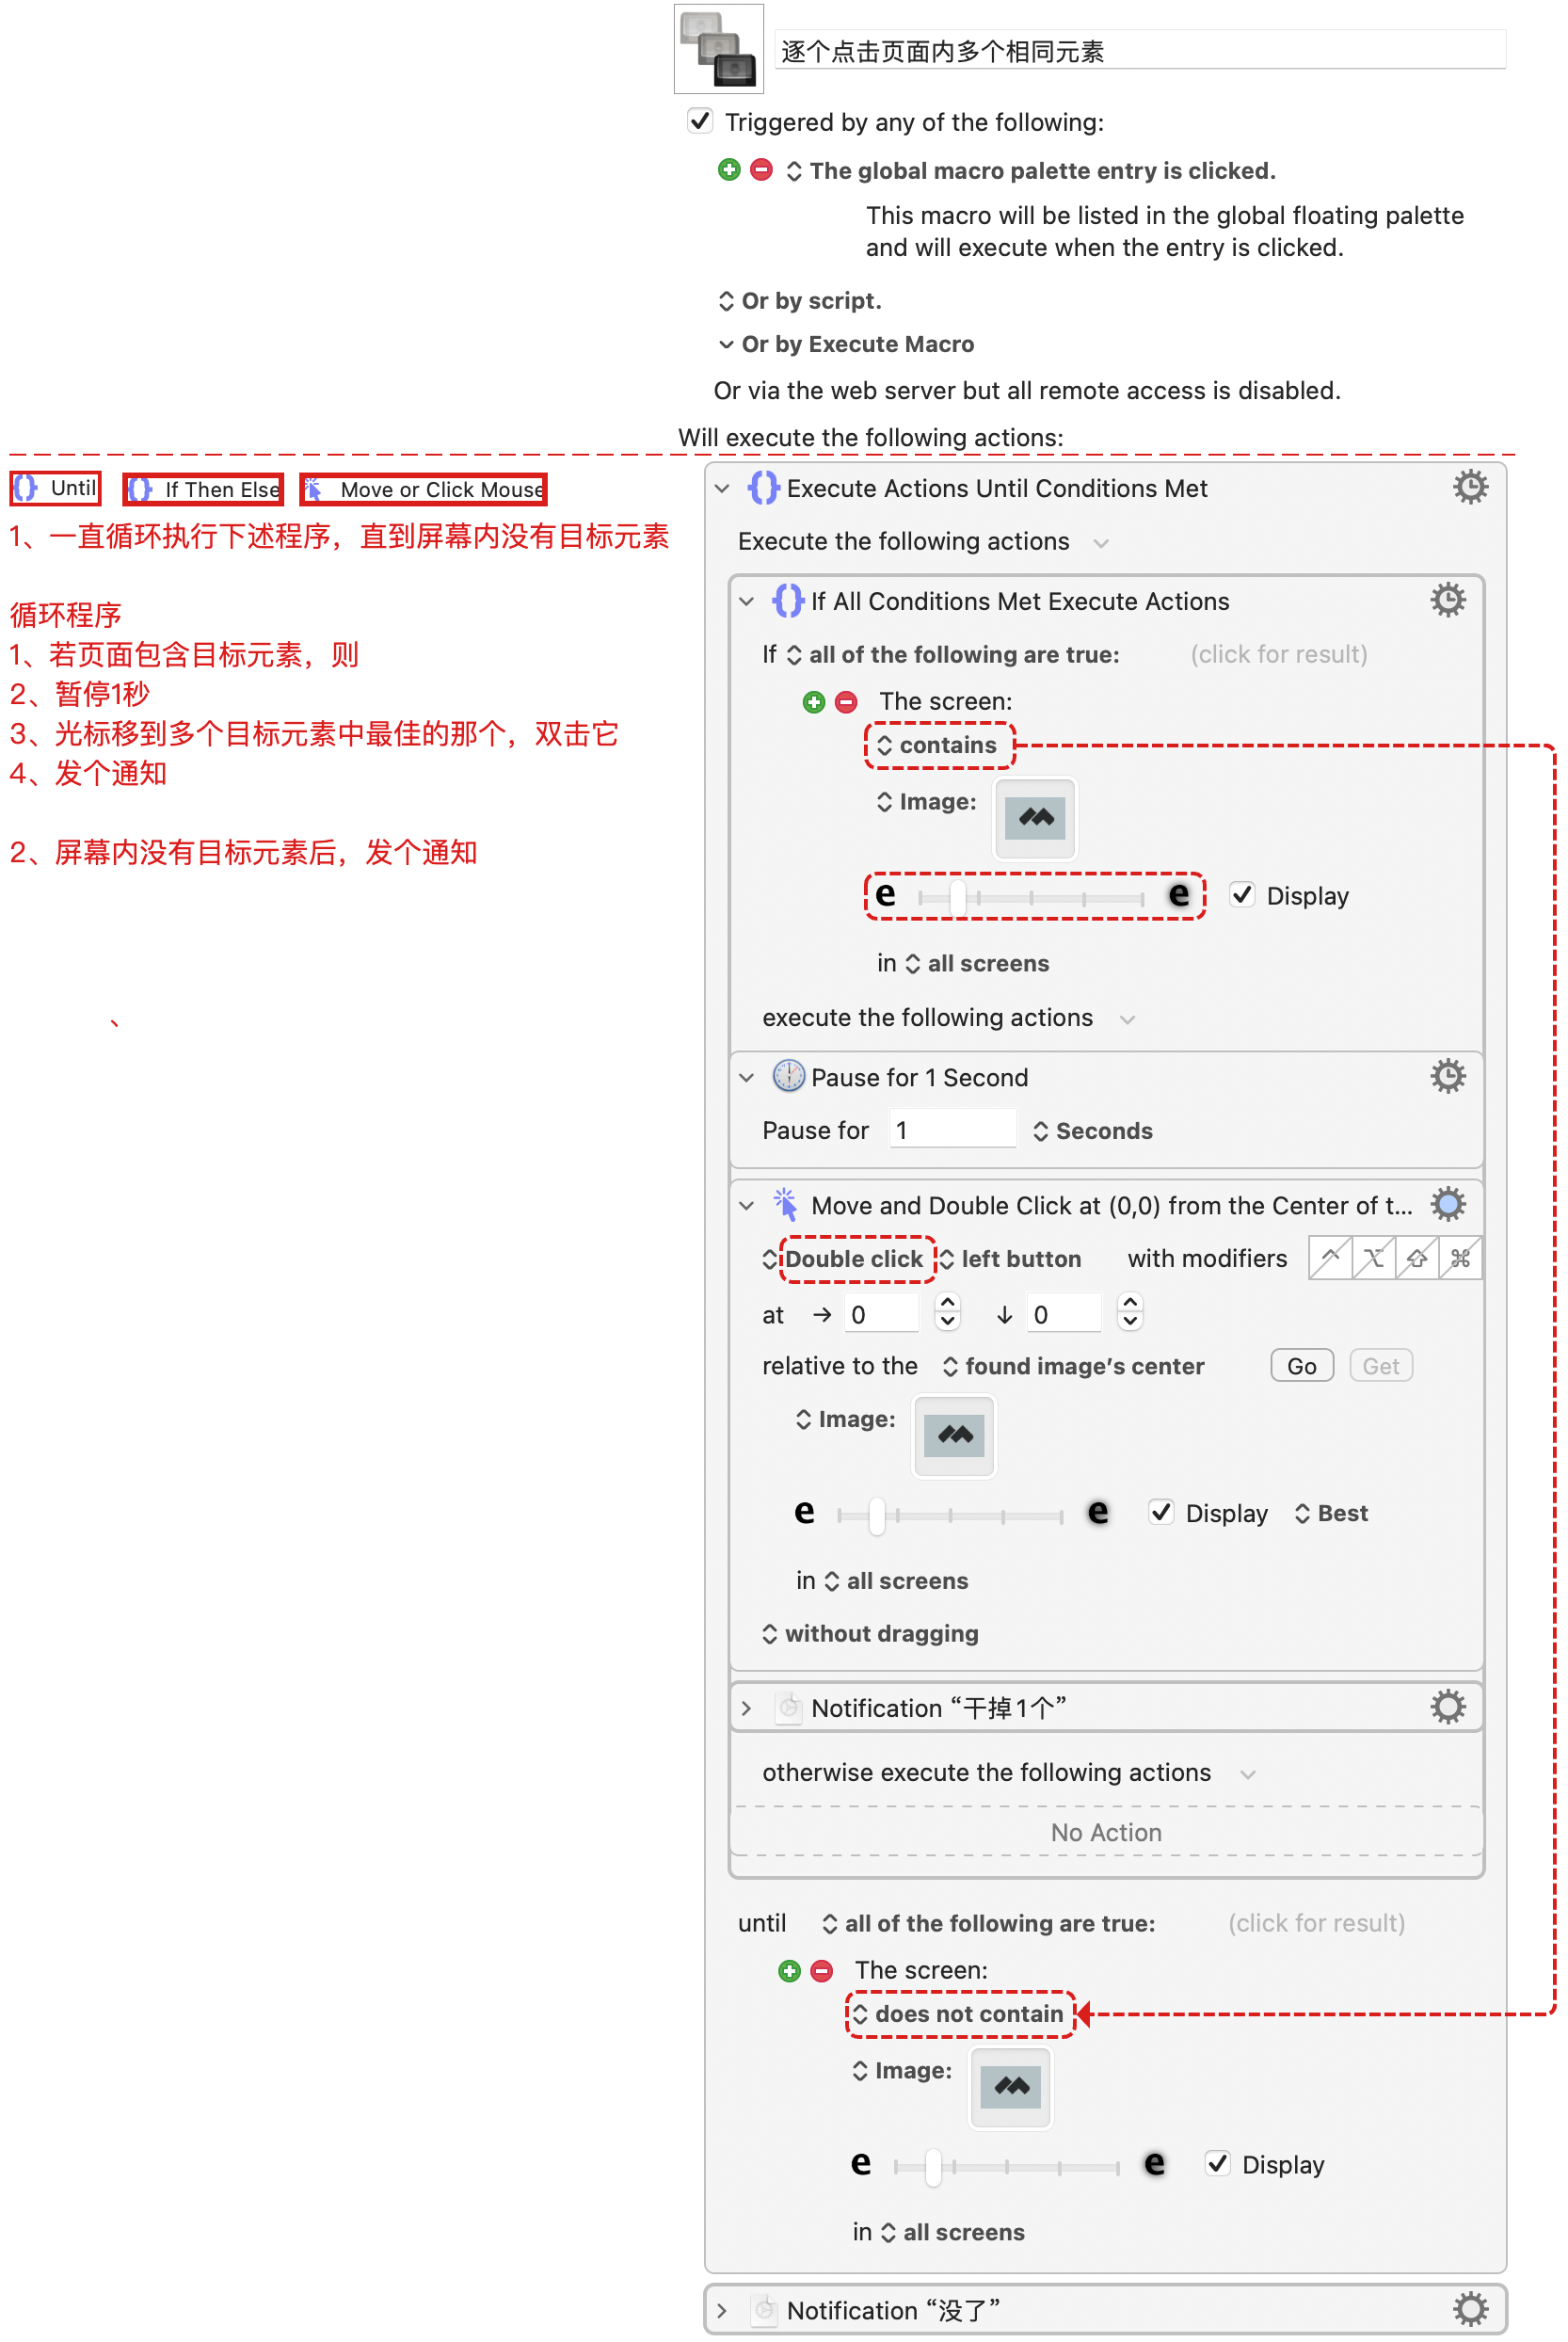 逐个点击页面内多个相同元素
Triggered by any of the following:
The global macro palette entry is clicked.
This macro will be listed in the global floating palette
and will execute when the entry is clicked.
Or by script.
Or by Execute Macro
Or via the web server but all remote access is disabled.
Will execute the following actions:
Until If Then Else Move or Click Mouse
1、一直循环执行下述程序，直到屏幕内没有目标元素
循环程序
1、若页面包含目标元素，则
2、暂停1秒
3、光标移到多个目标元素中最佳的那个，双击它
4、发个通知
2、屏幕内没有目标元素后，发个通知
、
Execute Actions Until Conditions Met
Execute the following actions
If All Conditions Met Execute Actions
If all of the following are true: (click for result)
The screen:
contains
Image:
e e Display
in all screens
execute the following actions
Pause for 1 Second
Pause for 1 Seconds
Move and Double Click at (0,0) from the Center of t...
Double click left button with modifiers ⌃ ⌥ ⇧ ⌘
at → 0 ↓ 0
relative to the found image’s center Go Get
Image:
e e Display Best
in all screens
without dragging
Notification “干掉1个”
otherwise execute the following actions
No Action
until all of the following are true: (click for result)
The screen:
does not contain
Image:
e e Display
in all screens
Notification “没了”